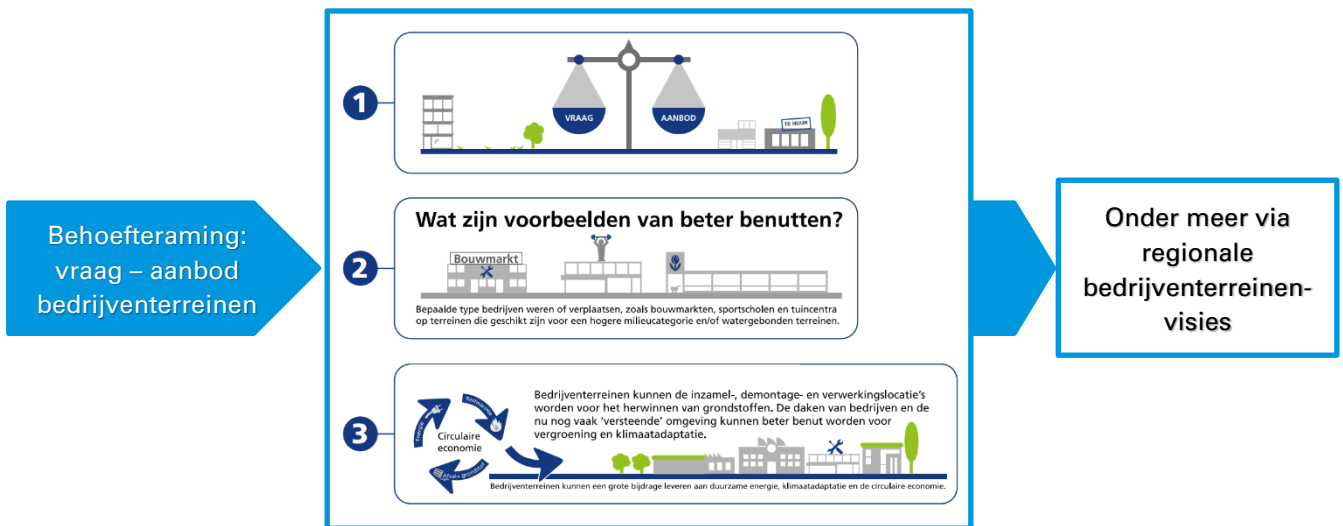 Behoefteraming:
vraag – aanbod
bedrijventerreinen
1
VRAAG
AANBOD
TE HUUR
2
Wat zijn voorbeelden van beter benutten?
Bouwmarkt
Bepaalde type bedrijven weren of verplaatsen, zoals bouwmarkten, sportscholen en tuincentra
op terreinen die geschikt zijn voor een hogere milieucategorie en/of watergebonden terreinen.
3
Energie
Restwarmte
Afval = grondstof
Circulaire
economie
Bedrijventerreinen kunnen de inzamel-, demontage- en verwerkingslocatie's
worden voor het herwinnen van grondstoffen. De daken van bedrijven en de
nu nog vaak ‘versteende’ omgeving kunnen beter benut worden voor
vergroening en klimaatadaptatie.
Bedrijventerreinen kunnen een grote bijdrage leveren aan duurzame energie, klimaatadaptatie en de circulaire economie.
Onder meer via
regionale
bedrijventerreinen-
visies